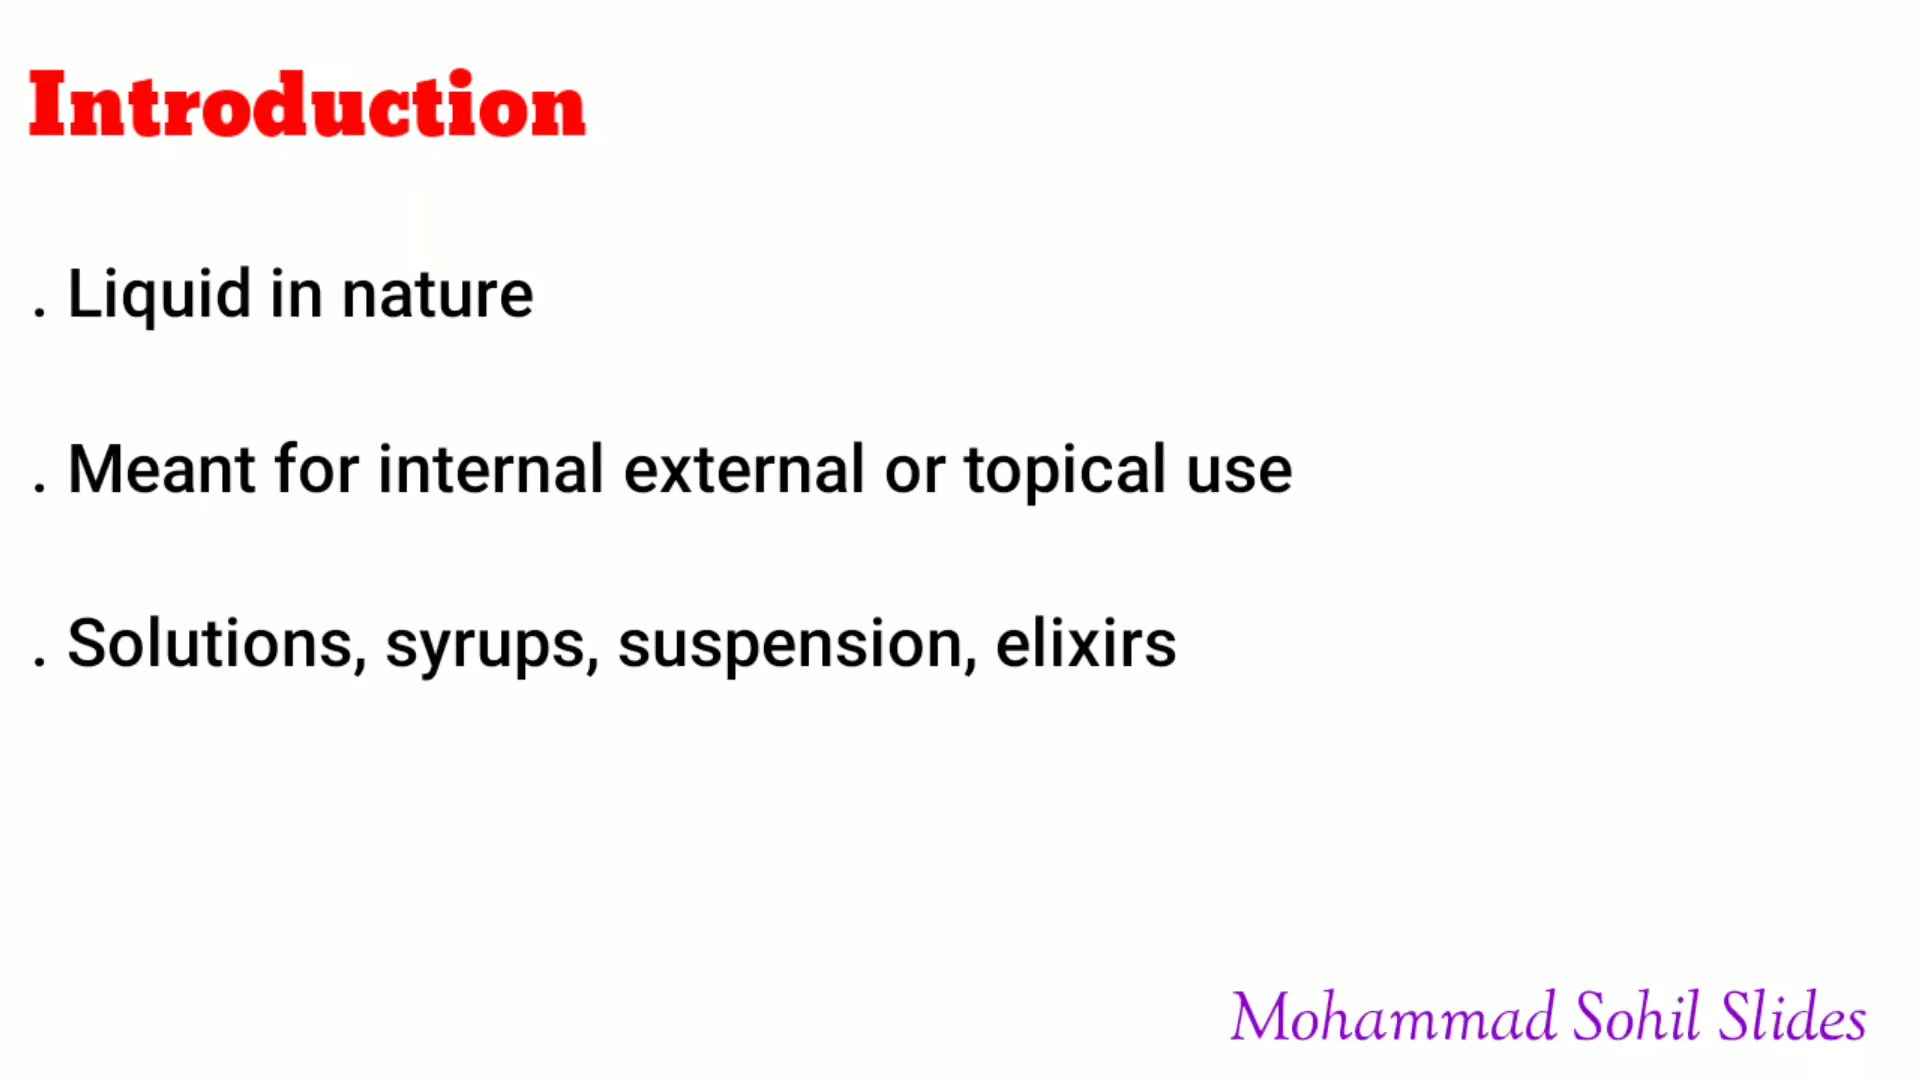 Introduction
. Liquid in nature
. Meant for internal external or topical use
. Solutions, syrups, suspension, elixirs
Mohammad Sohil Slides